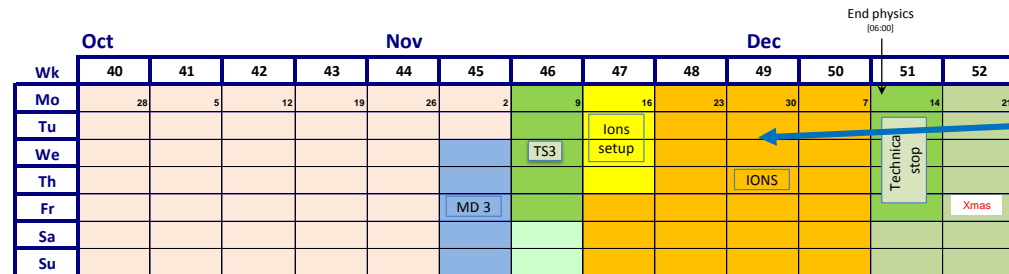 End physics
[06:00]
Oct Nov Dec
Wk 40 41 42 43 44 45 46 47 48 49 50 51 52
Mo 28 5 12 19 26 2 9 16 23 30 7 14 21
Tu
Ions
setup
We TS3
Technical
stop
Th IONS
Fr MD 3 Xmas
Sa
Su